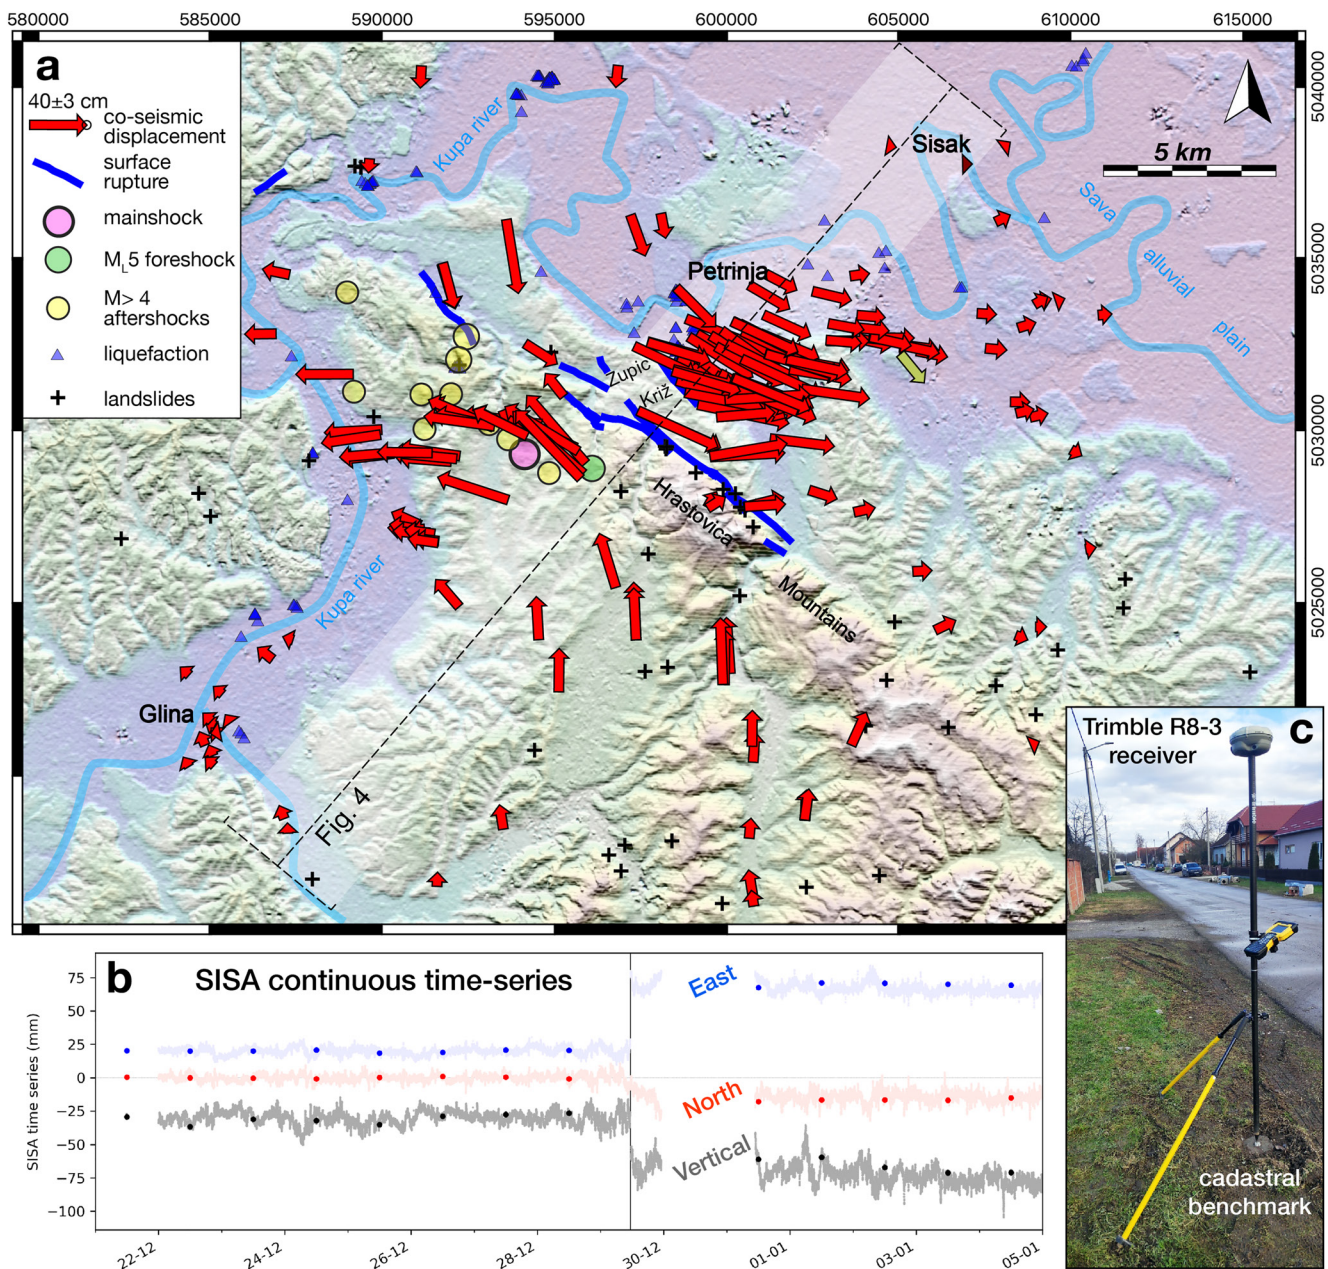 580000 585000 590000 595000 600000 605000 610000 615000
a
40±3 cm
co-seismic
displacement
surface
rupture
mainshock
M_L5 foreshock
M> 4
aftershocks
liquefaction
landslides
Kupa river
Sisak
5 km
Sava
alluvial
plain
Petrinja
Župic
Križ
Hrastovica
Mountains
Kupa river
Glina
Fig. 4
5040000
5035000
5030000
5025000
b
SISA continuous time-series
East
North
Vertical
SISA time series (mm)
75
50
25
0
−25
−50
−75
−100
22-12 24-12 26-12 28-12 30-12 01-01 03-01 05-01
Trimble R8-3
receiver
c
cadastral
benchmark